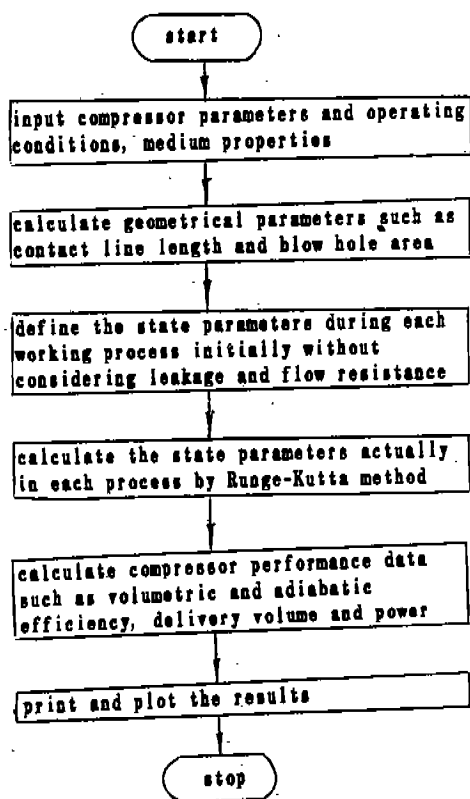 start
input compressor parameters and operating
conditions, medium properties
calculate geometrical parameters such as
contact line length and blow hole area
define the state parameters during each
working process initially without
considering leakage and flow resistance
calculate the state parameters actually
in each process by Runge-Kutta method
calculate compressor performance data
such as volumetric and adiabatic
efficiency, delivery volume and power
print and plot the results
stop